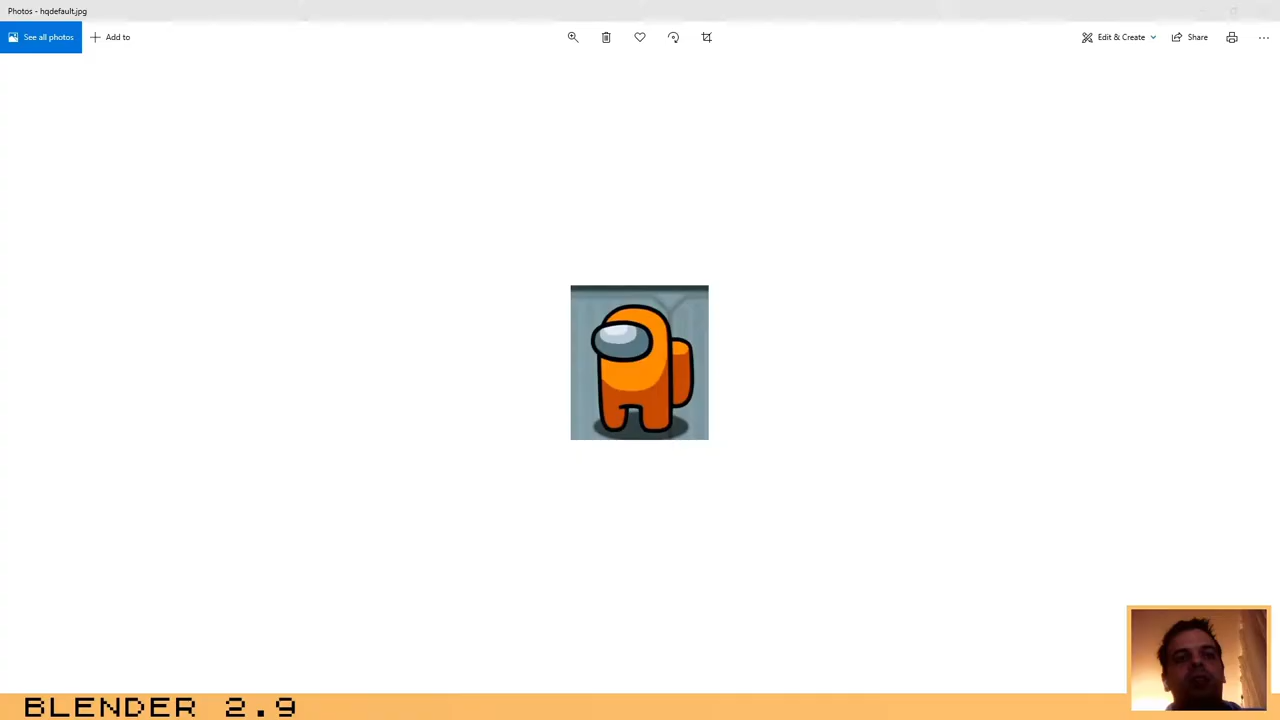 Photos - hqdefault.jpg
See all photos
Add to
Edit & Create
Share
BLENDER 2.9